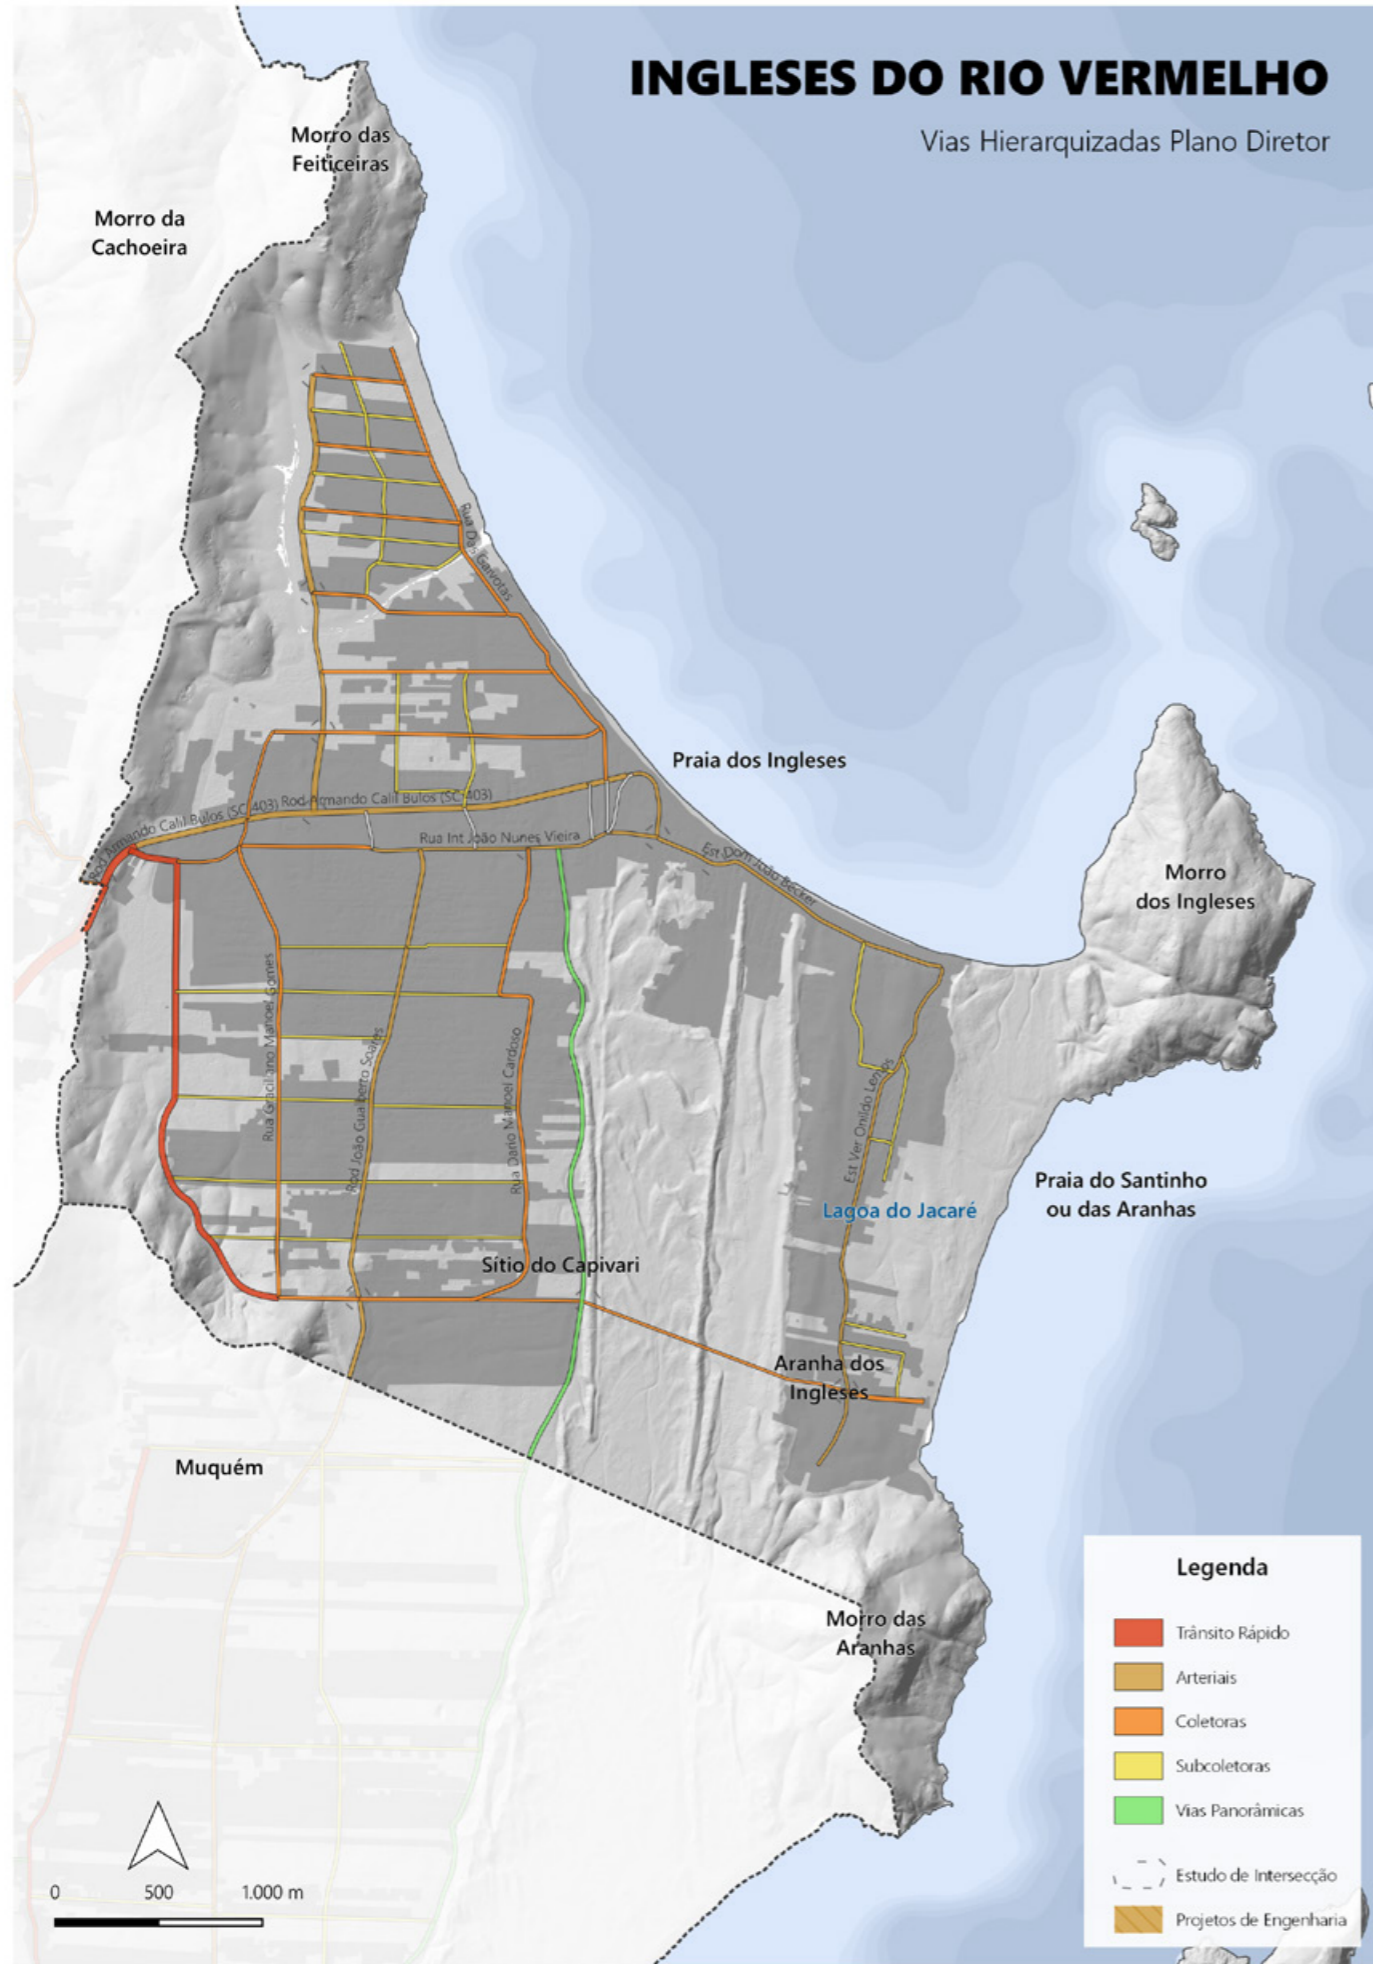 INGLESES DO RIO VERMELHO
Vias Hierarquizadas Plano Diretor
Morro das
Feiticeiras
Morro da
Cachoeira
Rua Das Gaivotas
Praia dos Ingleses
Rod Armando Calil Bulos (SC 403)
Rod Armando Calil Bulos (SC 403)
Rua Int João Nunes Vieira
Est Dom João Becker
Morro
dos Ingleses
Rua Graciliano Manoel Gomes
Rod João Gualberto Soares
Rua Dario Manoel Cardoso
Est Ver Onildo Lemos
Praia do Santinho
ou das Aranhas
Lagoa do Jacaré
Sítio do Capivari
Aranha dos
Ingleses
Muquém
Morro das
Aranhas
Legenda
Trânsito Rápido
Arteriais
Coletoras
Subcoletoras
Vias Panorâmicas
Estudo de Intersecção
Projetos de Engenharia
0 500 1.000 m